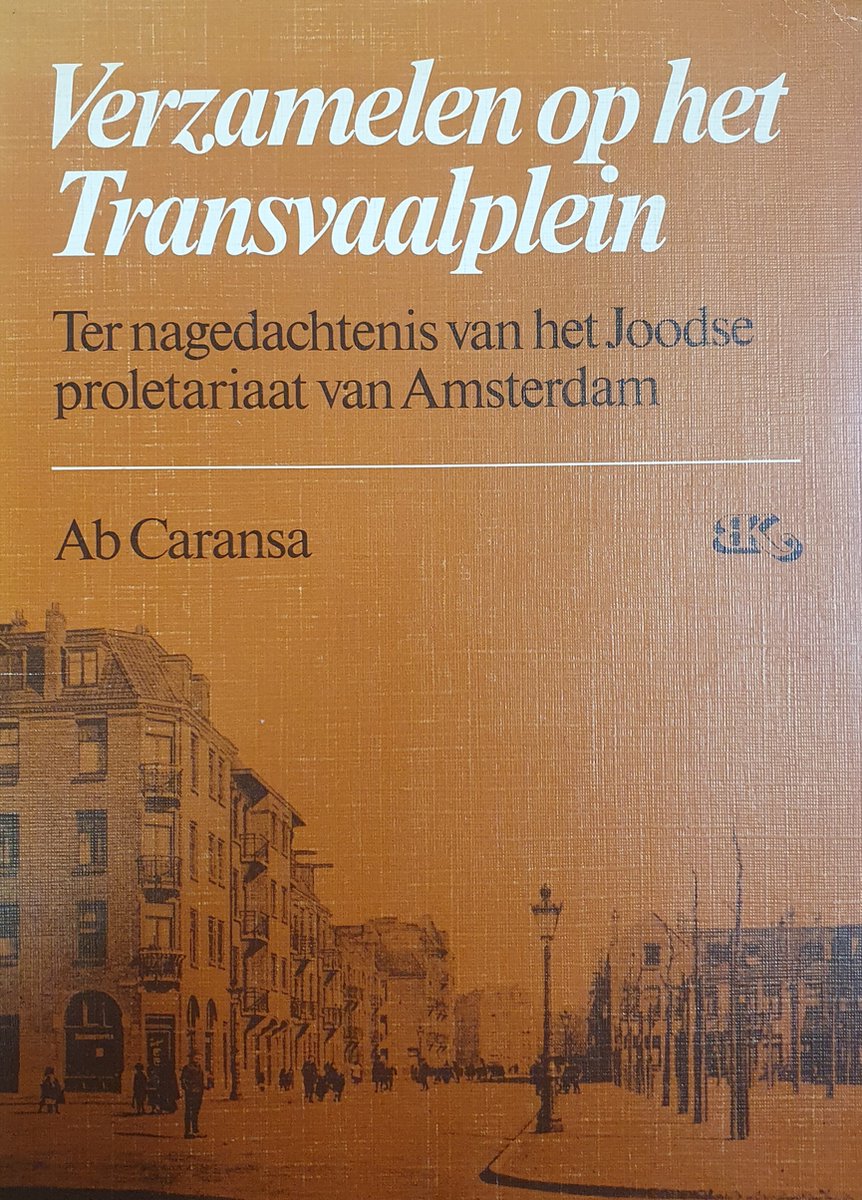 Verzamelen op het
Transvaalplein
Ter nagedachtenis van het Joodse
proletariaat van Amsterdam
Ab Caransa